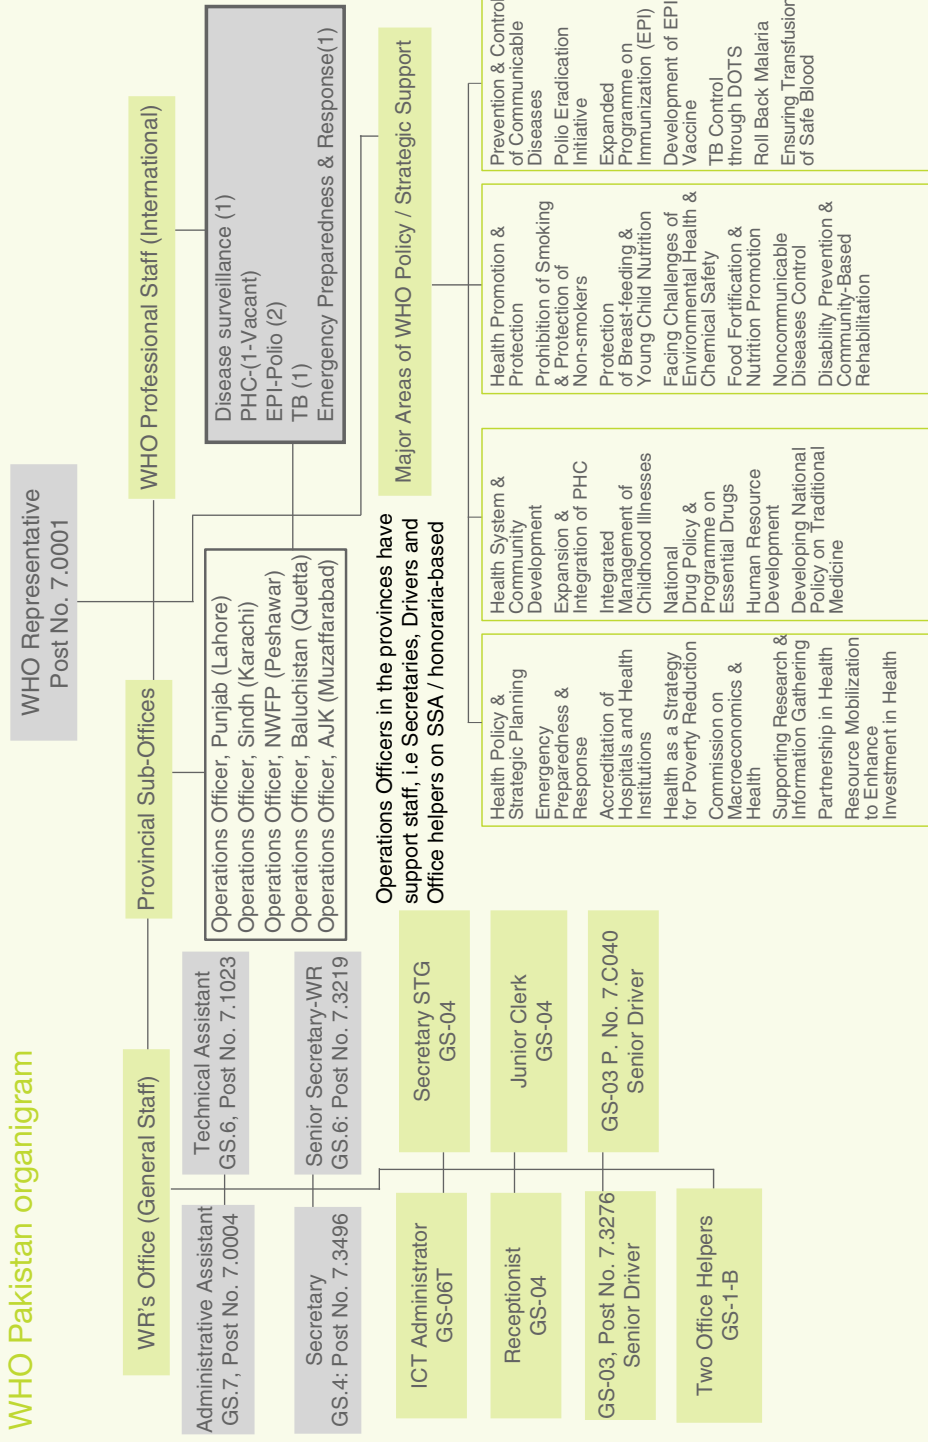 WHO Pakistan organigram
WHO Representative
Post No. 7.0001
WR's Office (General Staff)
Provincial Sub-Offices
WHO Professional Staff (International)
Administrative Assistant
GS.7, Post No. 7.0004
Technical Assistant
GS.6, Post No. 7.1023
Secretary
GS.4: Post No. 7.3496
Senior Secretary-WR
GS.6: Post No. 7.3219
ICT Administrator
GS-06T
Secretary STG
GS-04
Receptionist
GS-04
Junior Clerk
GS-04
GS-03, Post No. 7.3276
Senior Driver
GS-03 P. No. 7.C040
Senior Driver
Two Office Helpers
GS-1-B
Operations Officer, Punjab (Lahore)
Operations Officer, Sindh (Karachi)
Operations Officer, NWFP (Peshawar)
Operations Officer, Baluchistan (Quetta)
Operations Officer, AJK (Muzaffarabad)
Operations Officers in the provinces have
support staff, i.e Secretaries, Drivers and
Office helpers on SSA / honoraria-based
Disease surveillance (1)
PHC-(1-Vacant)
EPI-Polio (2)
TB (1)
Emergency Preparedness & Response(1)
Major Areas of WHO Policy / Strategic Support
Health Policy &
Strategic Planning
Emergency
Preparedness &
Response
Accreditation of
Hospitals and Health
Institutions
Health as a Strategy
for Poverty Reduction
Commission on
Macroeconomics &
Health
Supporting Research &
Information Gathering
Partnership in Health
Resource Mobilization
to Enhance
Investment in Health
Health System &
Community
Development
Expansion &
Integration of PHC
Integrated
Management of
Childhood Illnesses
National
Drug Policy &
Programme on
Essential Drugs
Human Resource
Development
Developing National
Policy on Traditional
Medicine
Health Promotion &
Protection
Prohibition of Smoking
& Protection of
Non-smokers
Protection
of Breast-feeding &
Young Child Nutrition
Facing Challenges of
Environmental Health &
Chemical Safety
Food Fortification &
Nutrition Promotion
Noncommunicable
Diseases Control
Disability Prevention &
Community-Based
Rehabilitation
Prevention & Control
of Communicable
Diseases
Polio Eradication
Initiative
Expanded
Programme on
Immunization (EPI)
Development of EPI
Vaccine
TB Control
through DOTS
Roll Back Malaria
Ensuring Transfusion
of Safe Blood